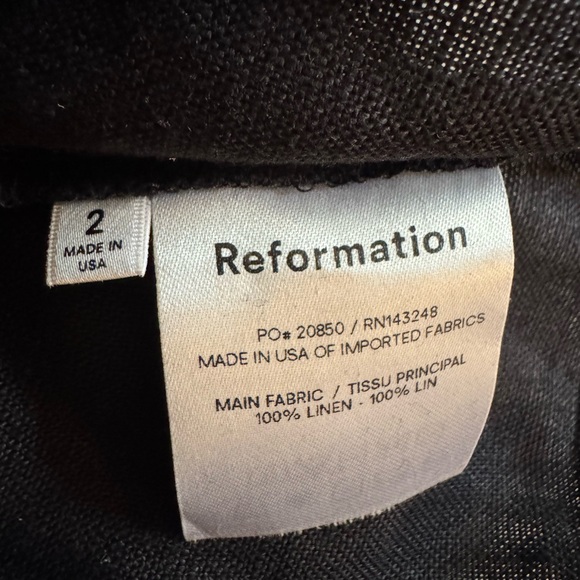 2
MADE IN
USA
Reformation
PO# 20850 / RN143248
MADE IN USA OF IMPORTED FABRICS
MAIN FABRIC / TISSU PRINCIPAL
100% LINEN - 100% LIN